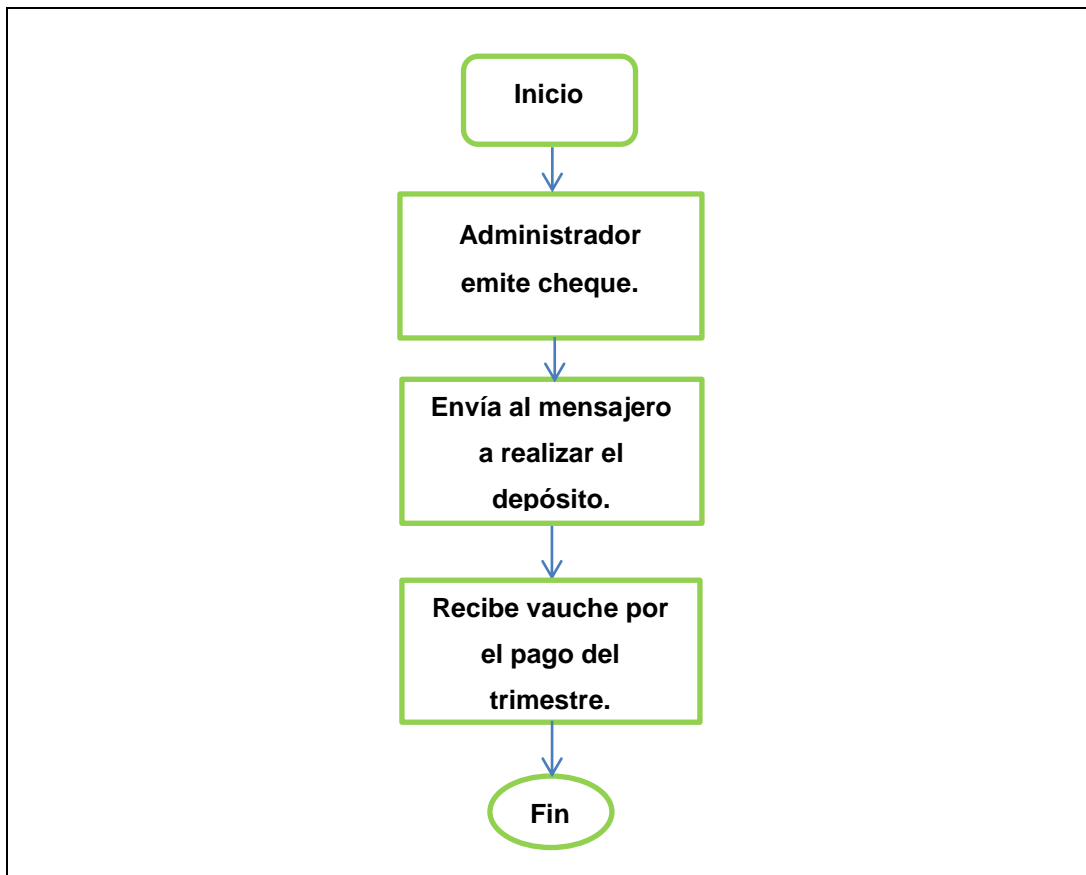 Inicio
Administrador
emite cheque.
Envía al mensajero
a realizar el
depósito.
Recibe vauche por
el pago del
trimestre.
Fin